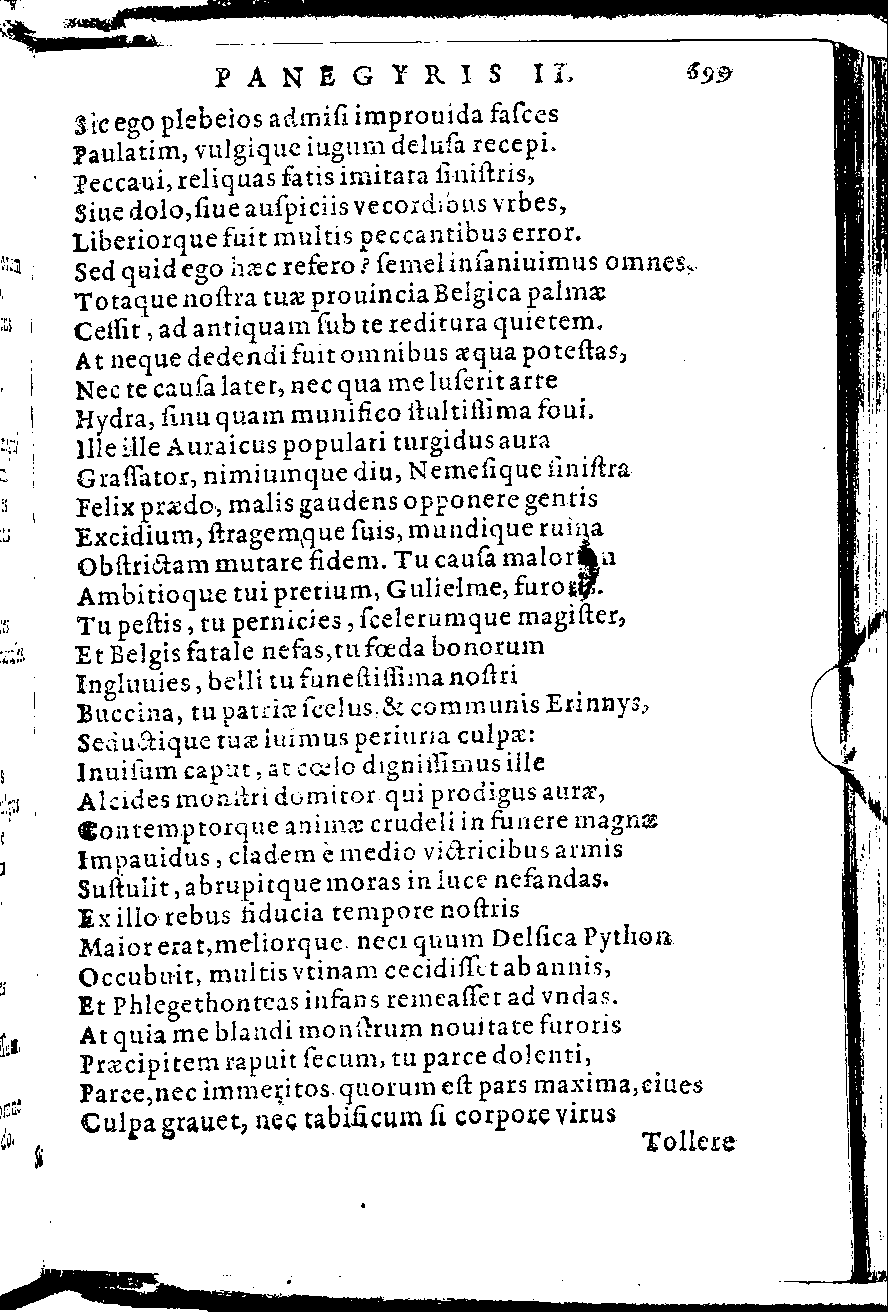 PANEGYRIS II. 699
Sic ego plebeios admiſi improuida faſces
Paulatim, vulgique iugum deluſa recepi.
Peccaui, reliquas fatis imitata ſiniſtris,
Siue dolo, ſiue auſpiciis vecordibus vrbes,
Liberiorque fuit multis peccantibus error.
Sed quid ego hæc refero? ſemel inſaniuimus omnes.
Totaque noſtra tuæ prouincia Belgica palmæ
Ceſſit, ad antiquam ſub te reditura quietem.
At neque dedendi fuit omnibus æqua poteſtas,
Nec te cauſa latet, nec qua me luſerit arte
Hydra, ſinu quam munifico ſtultiſſima foui.
Ille ille Auraicus populari turgidus aura
Graſſator, nimiumque diu, Nemeſique ſiniſtra
Felix prædo, malis gaudens opponere gentis
Excidium, ſtragemque ſuis, mundique ruina
Obſtrictam mutare fidem. Tu cauſa malorum
Ambitioque tui pretium, Gulielme, furoris.
Tu peſtis, tu pernicies, ſcelerumque magiſter,
Et Belgis fatale nefas, tu fœda bonorum
Ingluuies, belli tu funeſtiſſima noſtri
Buccina, tu patriæ ſcelus & communis Erinnys,
Seductique tuæ iuimus periuria culpæ:
Inuiſum caput, at cœlo digniſſimus ille
Alcides monſtri domitor qui prodigus auræ,
Contemptorque animæ crudeli in funere magnæ
Impauidus, cladem è medio victricibus armis
Suſtulit, abrupitque moras in luce nefandas.
Ex illo rebus fiducia tempore noſtris
Maior erat, meliorque neci quum Delfica Python
Occubuit, multis vtinam cecidiſſet ab annis,
Et Phlegethonteas infans remeaſſet ad vndas.
At quia me blandi monſtrum nouitate furoris
Præcipitem rapuit ſecum, tu parce dolenti,
Parce, nec immeritos quorum eſt pars maxima, ciues
Culpa grauet, nec tabificum ſi corpore virus
Tollere